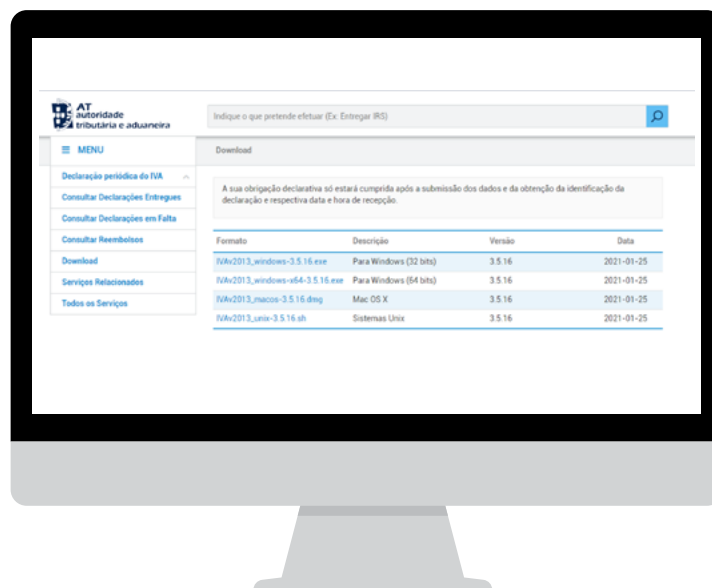 AT
autoridade
tributária e aduaneira
Indique o que pretende efetuar (Ex: Entregar IRS)
MENU
Download
Declaração periódica do IVA
Consultar Declarações Entregues
Consultar Declarações em Falta
Consultar Reembolsos
Download
Serviços Relacionados
Todos os Serviços
A sua obrigação declarativa só estará cumprida após a submissão dos dados e da obtenção da identificação da
declaração e respectiva data e hora de recepção.
Formato Descrição Versão Data
IVAv2013_windows-3.5.16.exe Para Windows (32 bits) 3.5.16 2021-01-25
IVAv2013_windows-x64-3.5.16.exe Para Windows (64 bits) 3.5.16 2021-01-25
IVAv2013_macos-3.5.16.dmg Mac OS X 3.5.16 2021-01-25
IVAv2013_unix-3.5.16.sh Sistemas Unix 3.5.16 2021-01-25